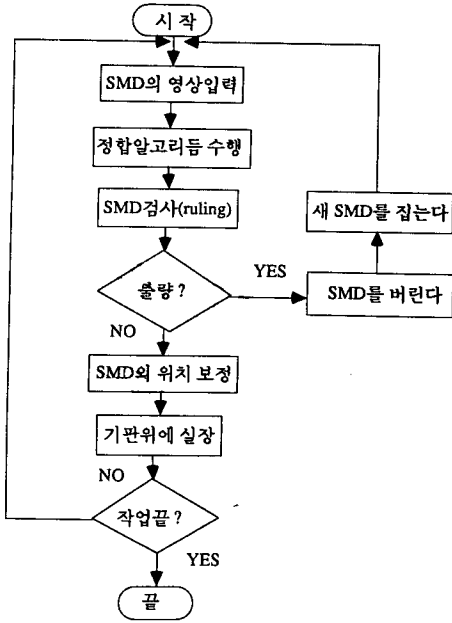 시 작
SMD의 영상입력
정합알고리듬 수행
SMD검사(ruling)
새 SMD를 집는다
불량 ?
YES
SMD를 버린다
NO
SMD의 위치 보정
기판위에 실장
NO
작업끝 ?
YES
끝